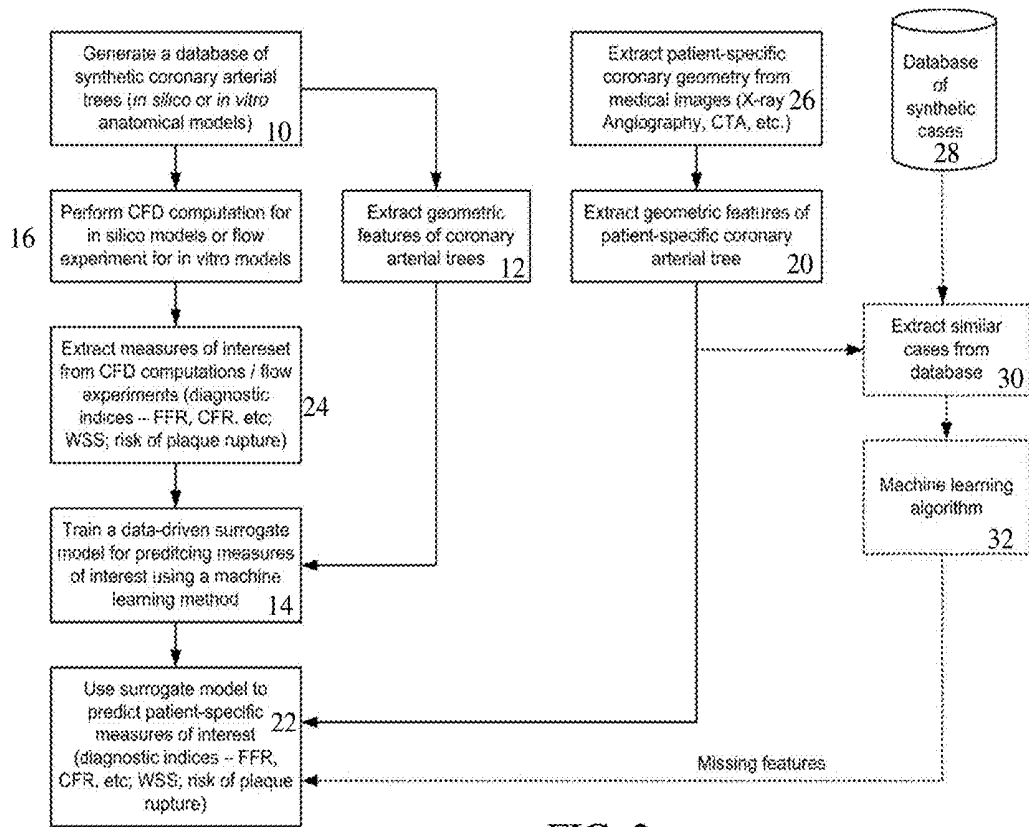 Generate a database of
synthetic coronary arterial
trees (in silico or in vitro
anatomical models)
10
Extract patient-specific
coronary geometry from
medical images (X-ray
Angiography, CTA, etc.)
26
Database
of
synthetic
cases
28
16
Perform CFD computation for
in silico models or flow
experiment for in vitro models
Extract geometric
features of coronary
arterial trees
12
Extract geometric features of
patient-specific coronary
arterial tree
20
Extract measures of intereset
from CFD computations / flow
experiments (diagnostic
indices -- FFR, CFR, etc;
WSS; risk of plaque rupture)
24
Extract similar
cases from
database
30
Train a data-driven surrogate
model for preditcing measures
of interest using a machine
learning method
14
Machine learning
algorithm
32
Use surrogate model to
predict patient-specific
measures of interest
(diagnostic indices -- FFR,
CFR, etc; WSS; risk of plaque
rupture)
22
Missing features